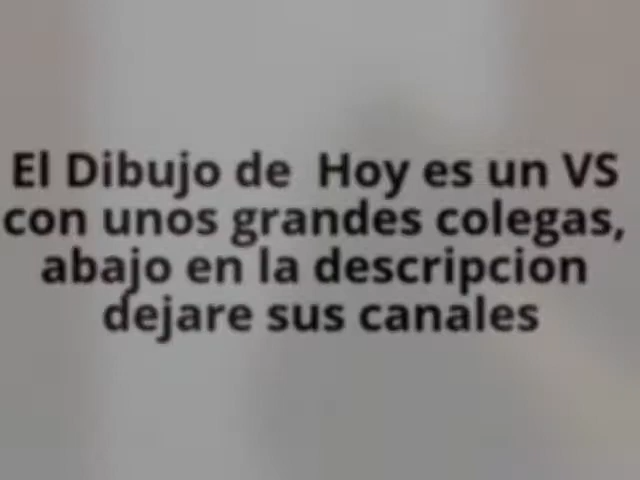 El Dibujo de Hoy es un VS
con unos grandes colegas,
abajo en la descripcion
dejare sus canales